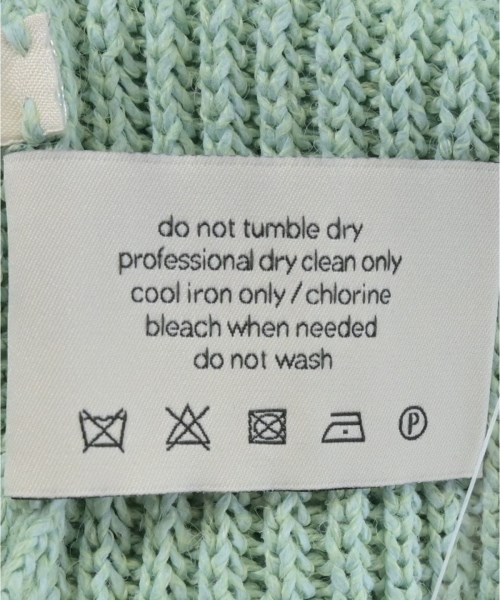 do not tumble dry
professional dry clean only
cool iron only / chlorine
bleach when needed
do not wash
P